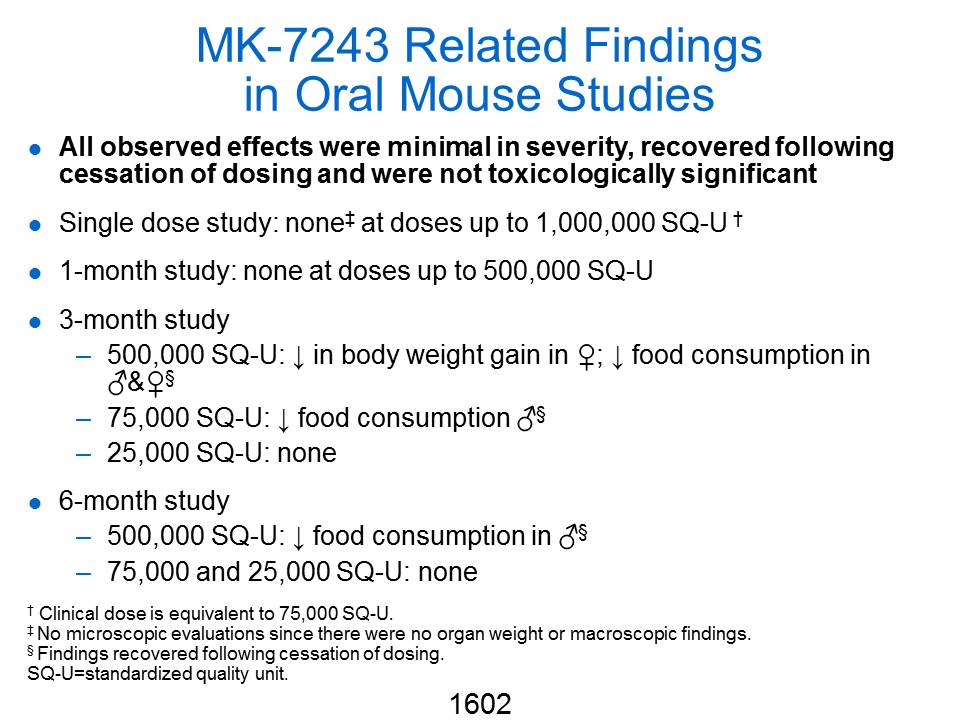 MK-7243 Related Findings
in Oral Mouse Studies
● All observed effects were minimal in severity, recovered following
cessation of dosing and were not toxicologically significant
● Single dose study: none‡ at doses up to 1,000,000 SQ-U †
● 1-month study: none at doses up to 500,000 SQ-U
● 3-month study
– 500,000 SQ-U: ↓ in body weight gain in ♀; ↓ food consumption in
♂&♀§
– 75,000 SQ-U: ↓ food consumption ♂§
– 25,000 SQ-U: none
● 6-month study
– 500,000 SQ-U: ↓ food consumption in ♂§
– 75,000 and 25,000 SQ-U: none
† Clinical dose is equivalent to 75,000 SQ-U.
‡ No microscopic evaluations since there were no organ weight or macroscopic findings.
§ Findings recovered following cessation of dosing.
SQ-U=standardized quality unit.
1602